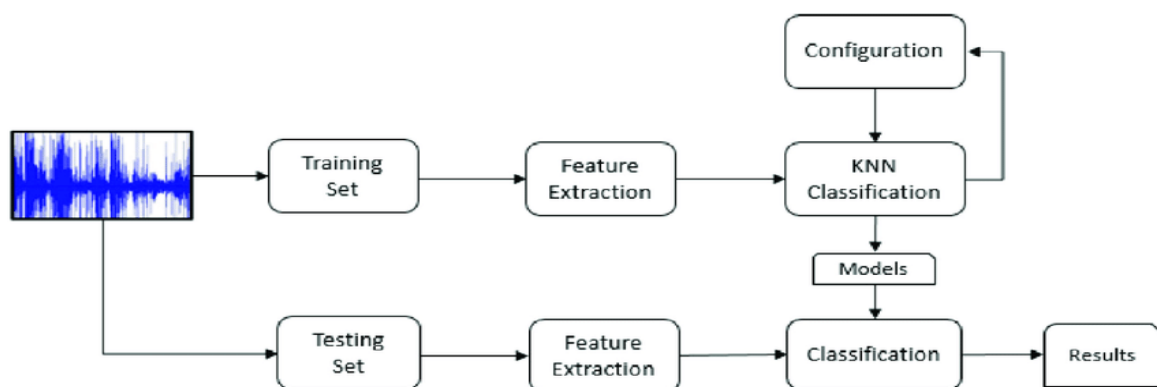 Configuration
Training
Set
Feature
Extraction
KNN
Classification
Models
Testing
Set
Feature
Extraction
Classification
Results